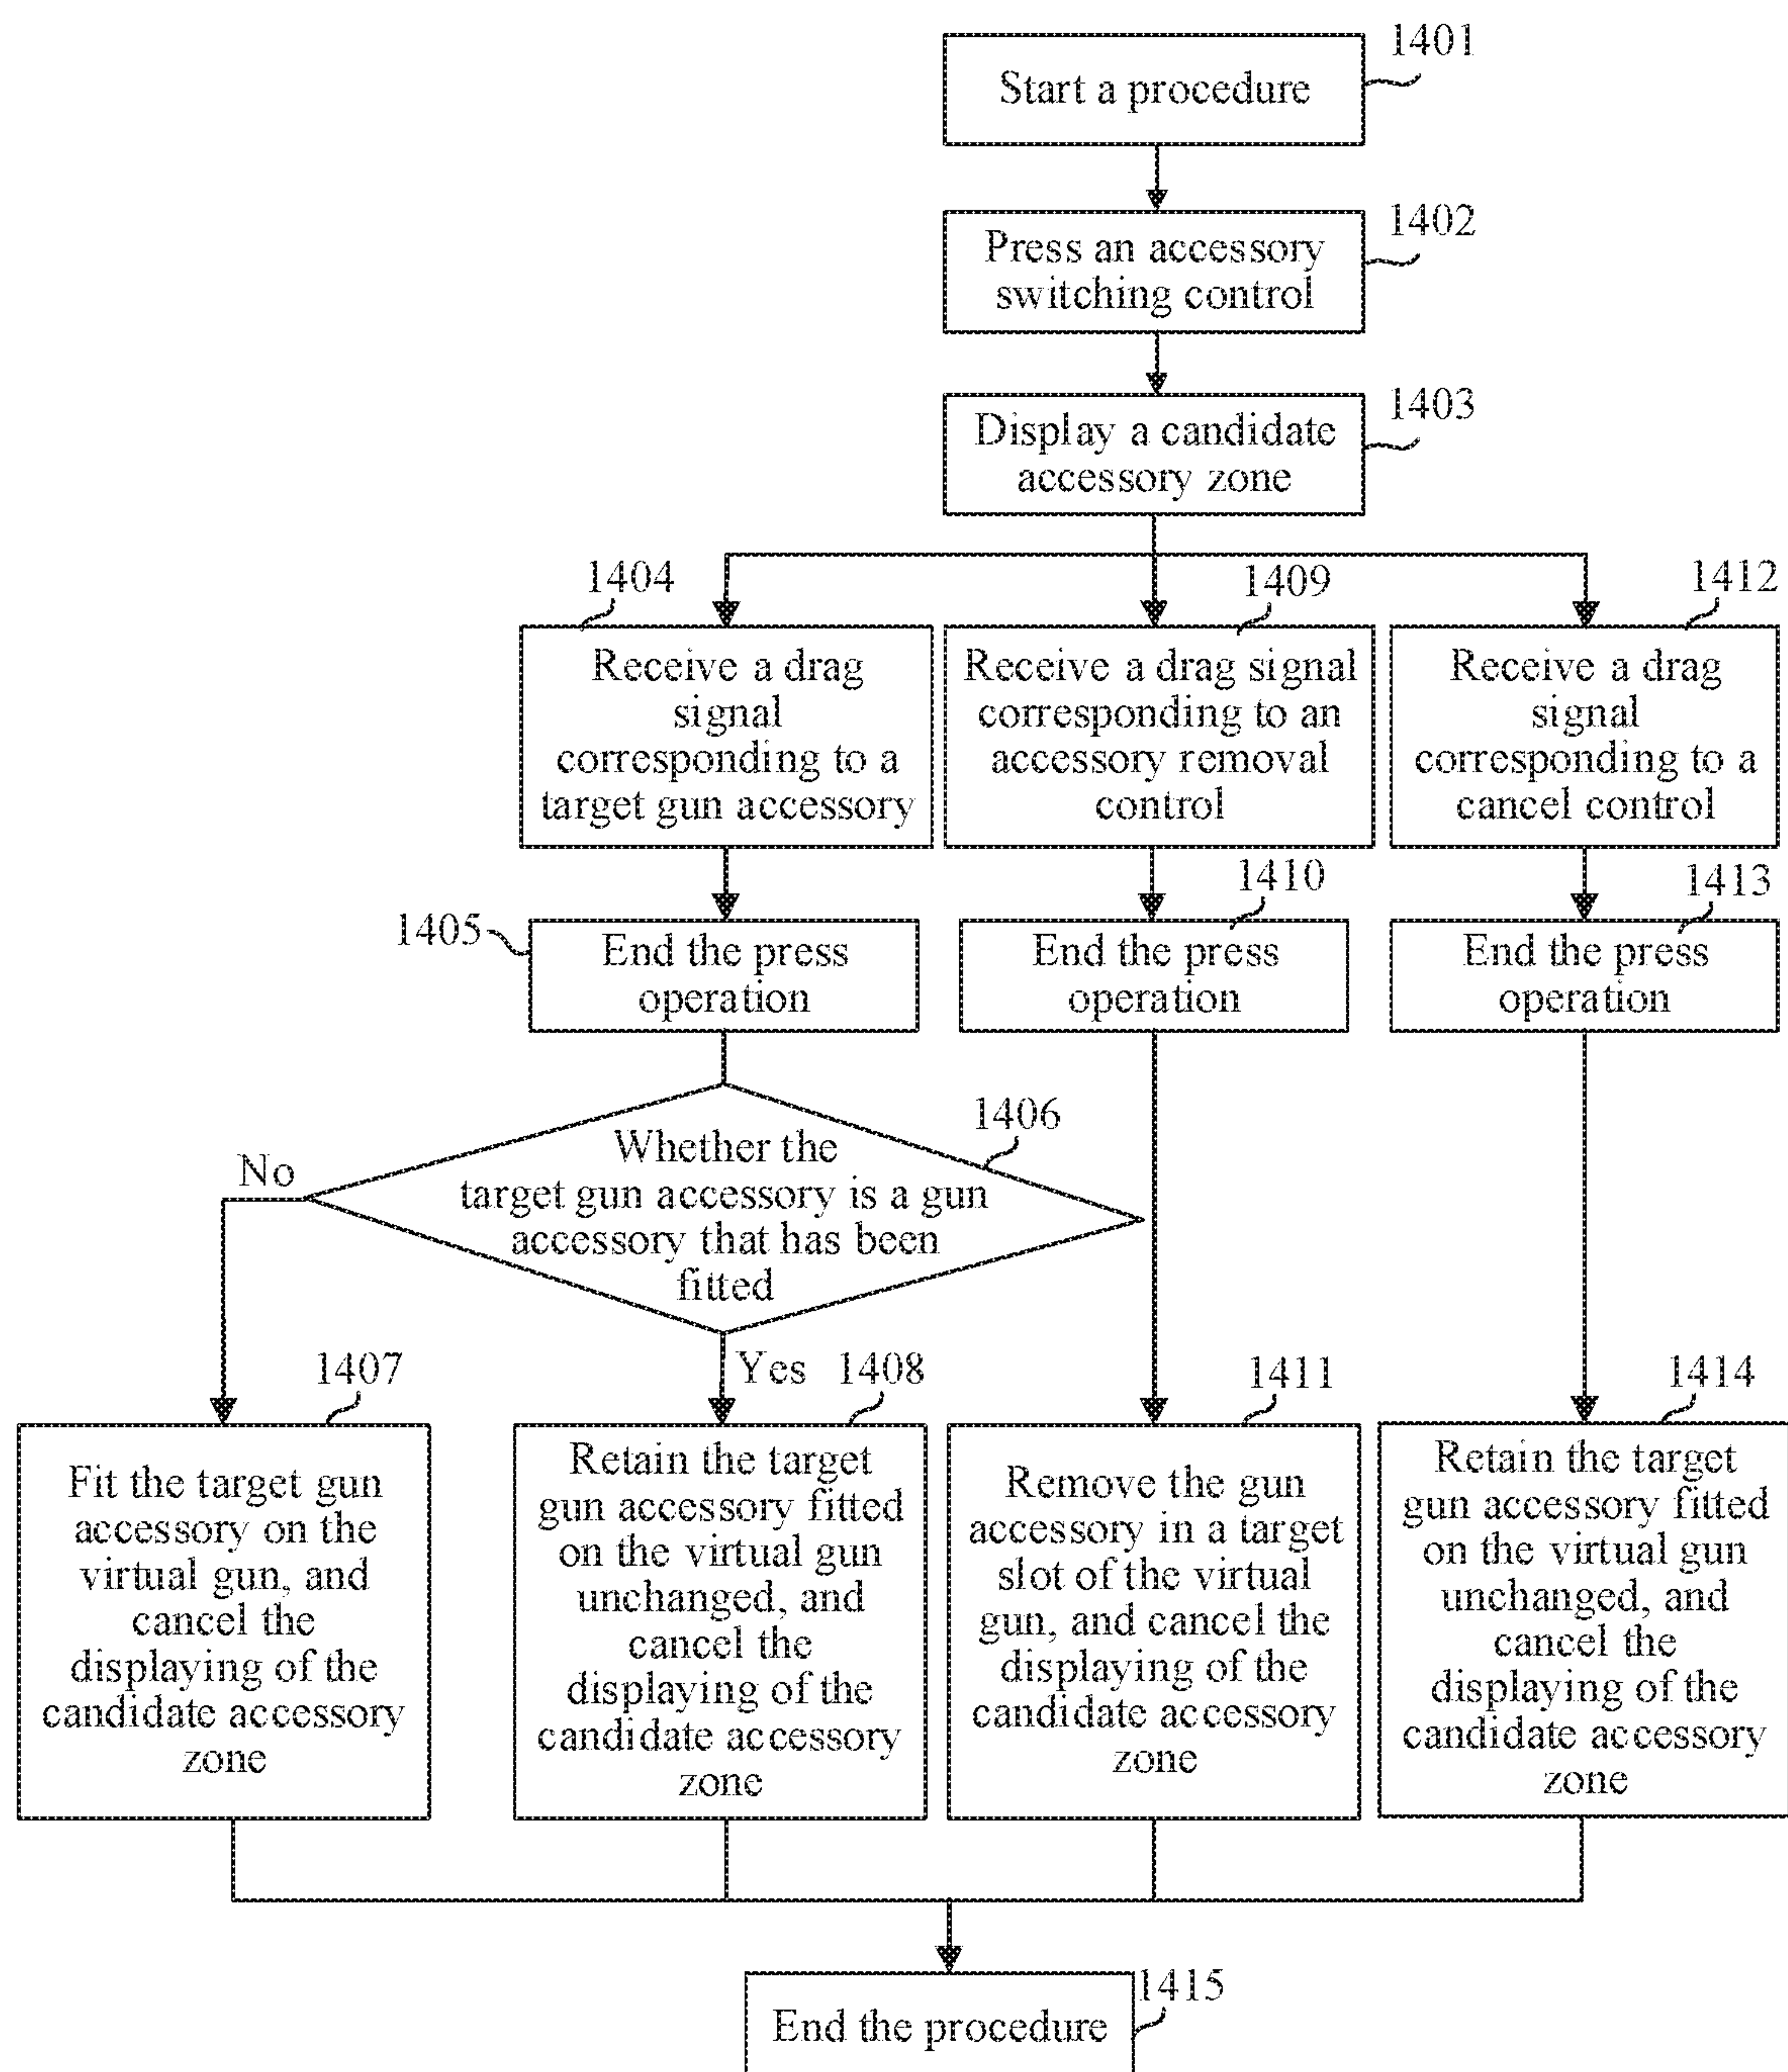 1401
Start a procedure
1402
Press an accessory
switching control
1403
Display a candidate
accessory zone
1404
Receive a drag
signal
corresponding to a
target gun accessory
1409
Receive a drag signal
corresponding to an
accessory removal
control
1412
Receive a drag
signal
corresponding to a
cancel control
1405
End the press
operation
1410
End the press
operation
1413
End the press
operation
1406
Whether the
target gun accessory is a gun
accessory that has been
fitted
No
Yes
1407
Fit the target gun
accessory on the
virtual gun, and
cancel the
displaying of the
candidate accessory
zone
1408
Retain the target
gun accessory fitted
on the virtual gun
unchanged, and
cancel the
displaying of the
candidate accessory
zone
1411
Remove the gun
accessory in a target
slot of the virtual
gun, and cancel the
displaying of the
candidate accessory
zone
1414
Retain the target
gun accessory fitted
on the virtual gun
unchanged, and
cancel the
displaying of the
candidate accessory
zone
1415
End the procedure